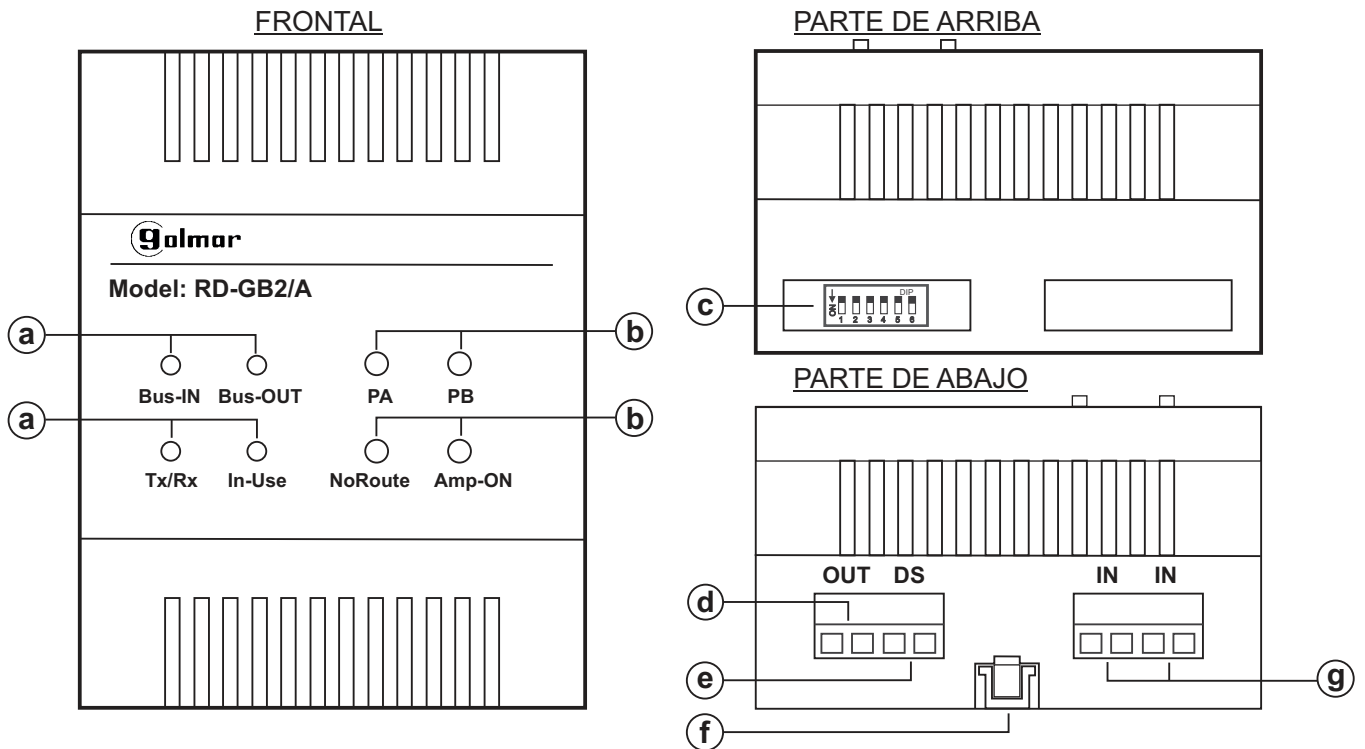 FRONTAL
golmar
Model: RD-GB2/A
a
b
Bus-IN Bus-OUT PA PB
a
b
Tx/Rx In-Use NoRoute Amp-ON
PARTE DE ARRIBA
c
DIP
ON
1 2 3 4 5 6
PARTE DE ABAJO
OUT DS IN IN
d
e
g
f